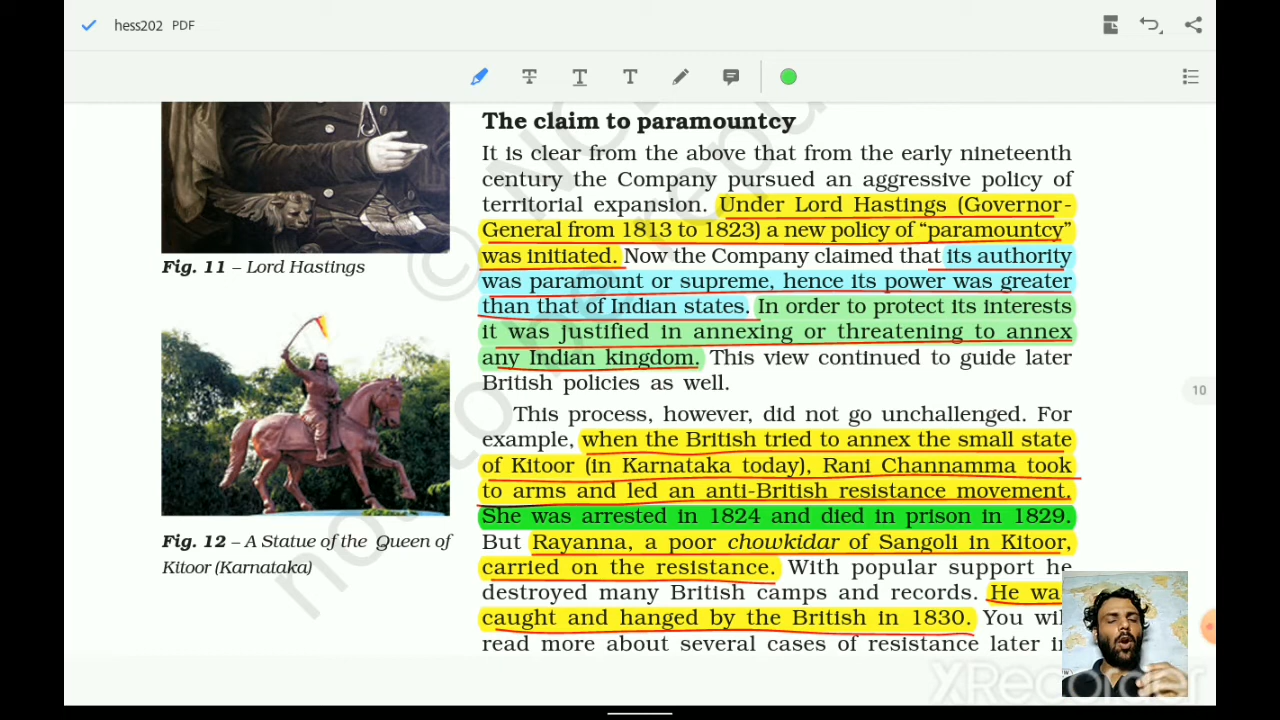 hess202 PDF
The claim to paramountcy
It is clear from the above that from the early nineteenth
century the Company pursued an aggressive policy of
territorial expansion. Under Lord Hastings (Governor-
General from 1813 to 1823) a new policy of “paramountcy”
was initiated. Now the Company claimed that its authority
was paramount or supreme, hence its power was greater
than that of Indian states. In order to protect its interests
it was justified in annexing or threatening to annex
any Indian kingdom. This view continued to guide later
British policies as well.
This process, however, did not go unchallenged. For
example, when the British tried to annex the small state
of Kitoor (in Karnataka today), Rani Channamma took
to arms and led an anti-British resistance movement.
She was arrested in 1824 and died in prison in 1829.
But Rayanna, a poor chowkidar of Sangoli in Kitoor,
carried on the resistance. With popular support he
destroyed many British camps and records. He wa
caught and hanged by the British in 1830. You wil
read more about several cases of resistance later i
Fig. 11 – Lord Hastings
Fig. 12 – A Statue of the Queen of
Kitoor (Karnataka)
10
XRecorder